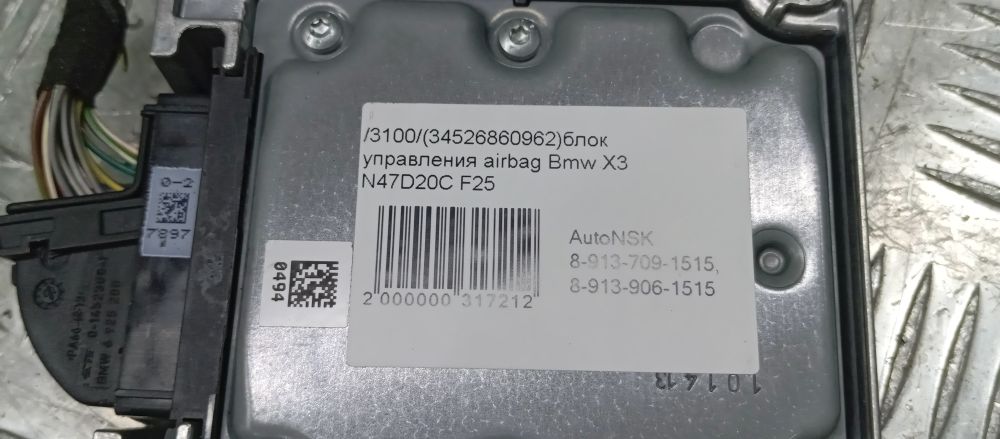 /3100/(34526860962)блок
управления airbag Bmw X3
N47D20C F25
AutoNSK
8-913-709-1515,
8-913-906-1515
2 000000 317212
0494
0-2
7897
101413